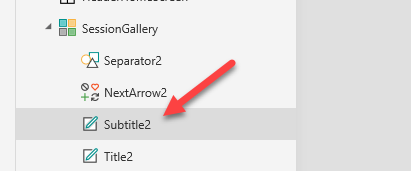 SessionGallery
Separator2
NextArrow2
Subtitle2
Title2